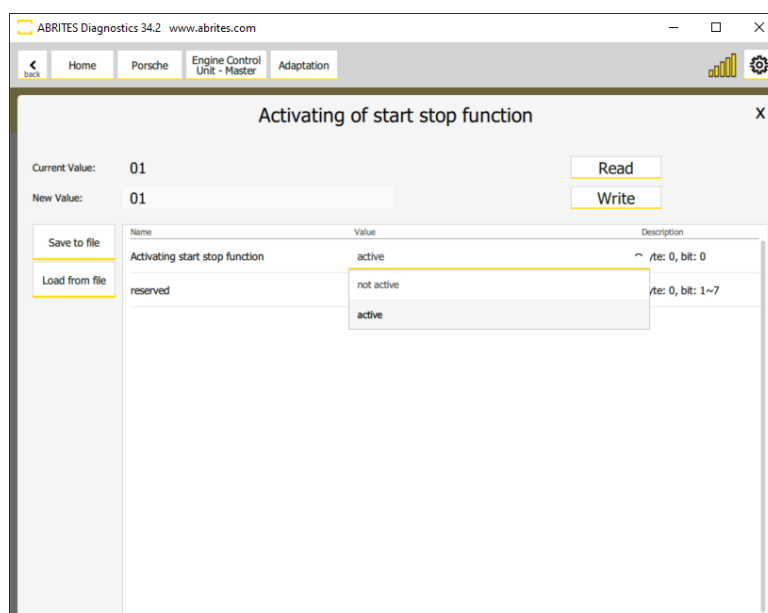 ABRITES Diagnostics 34.2 www.abrites.com
back
Home
Porsche
Engine Control
Unit - Master
Adaptation
Activating of start stop function
X
Current Value: 01
Read
New Value: 01
Write
Save to file
Load from file
Name Value Description
Activating start stop function active yte: 0, bit: 0
not active
reserved yte: 0, bit: 1~7
active